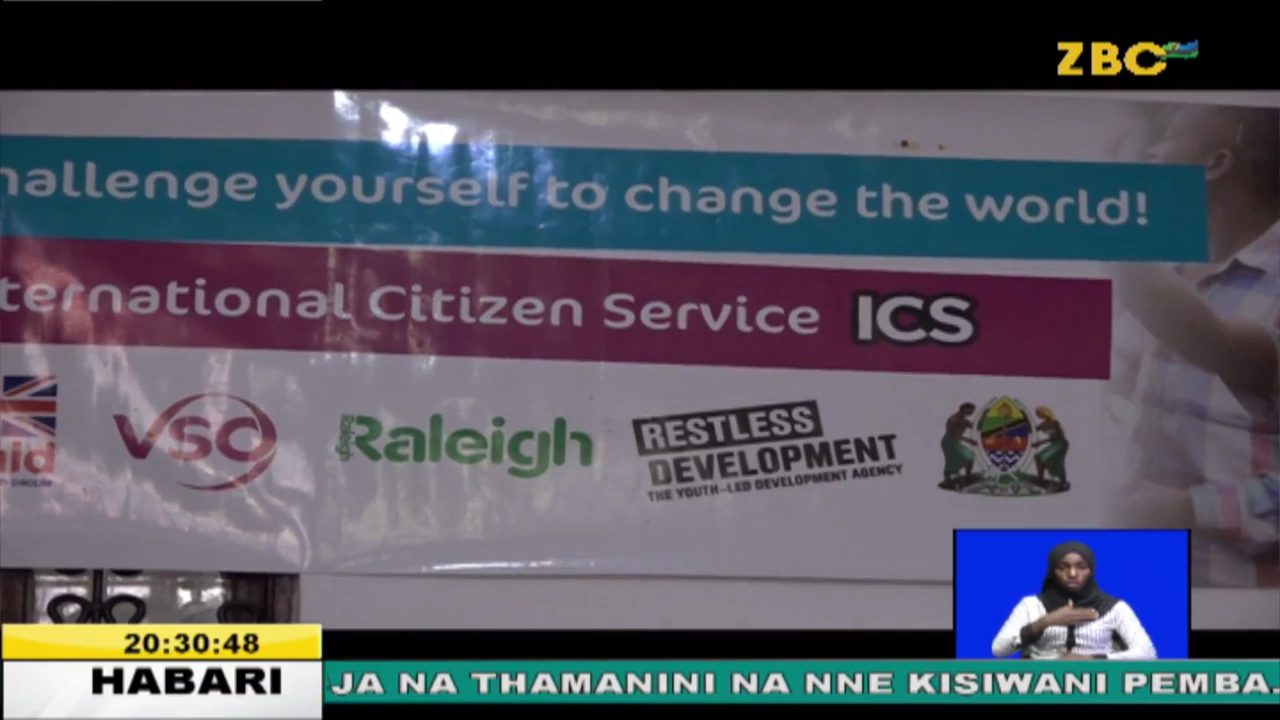 ZBC
hallenge yourself to change the world!
ternational Citizen Service ICS
aid
VSO
Raleigh
RESTLESS
DEVELOPMENT
THE YOUTH-LED DEVELOPMENT AGENCY
20:30:48
HABARI
JA NA THAMANINI NA NNE KISIWANI PEMBA.